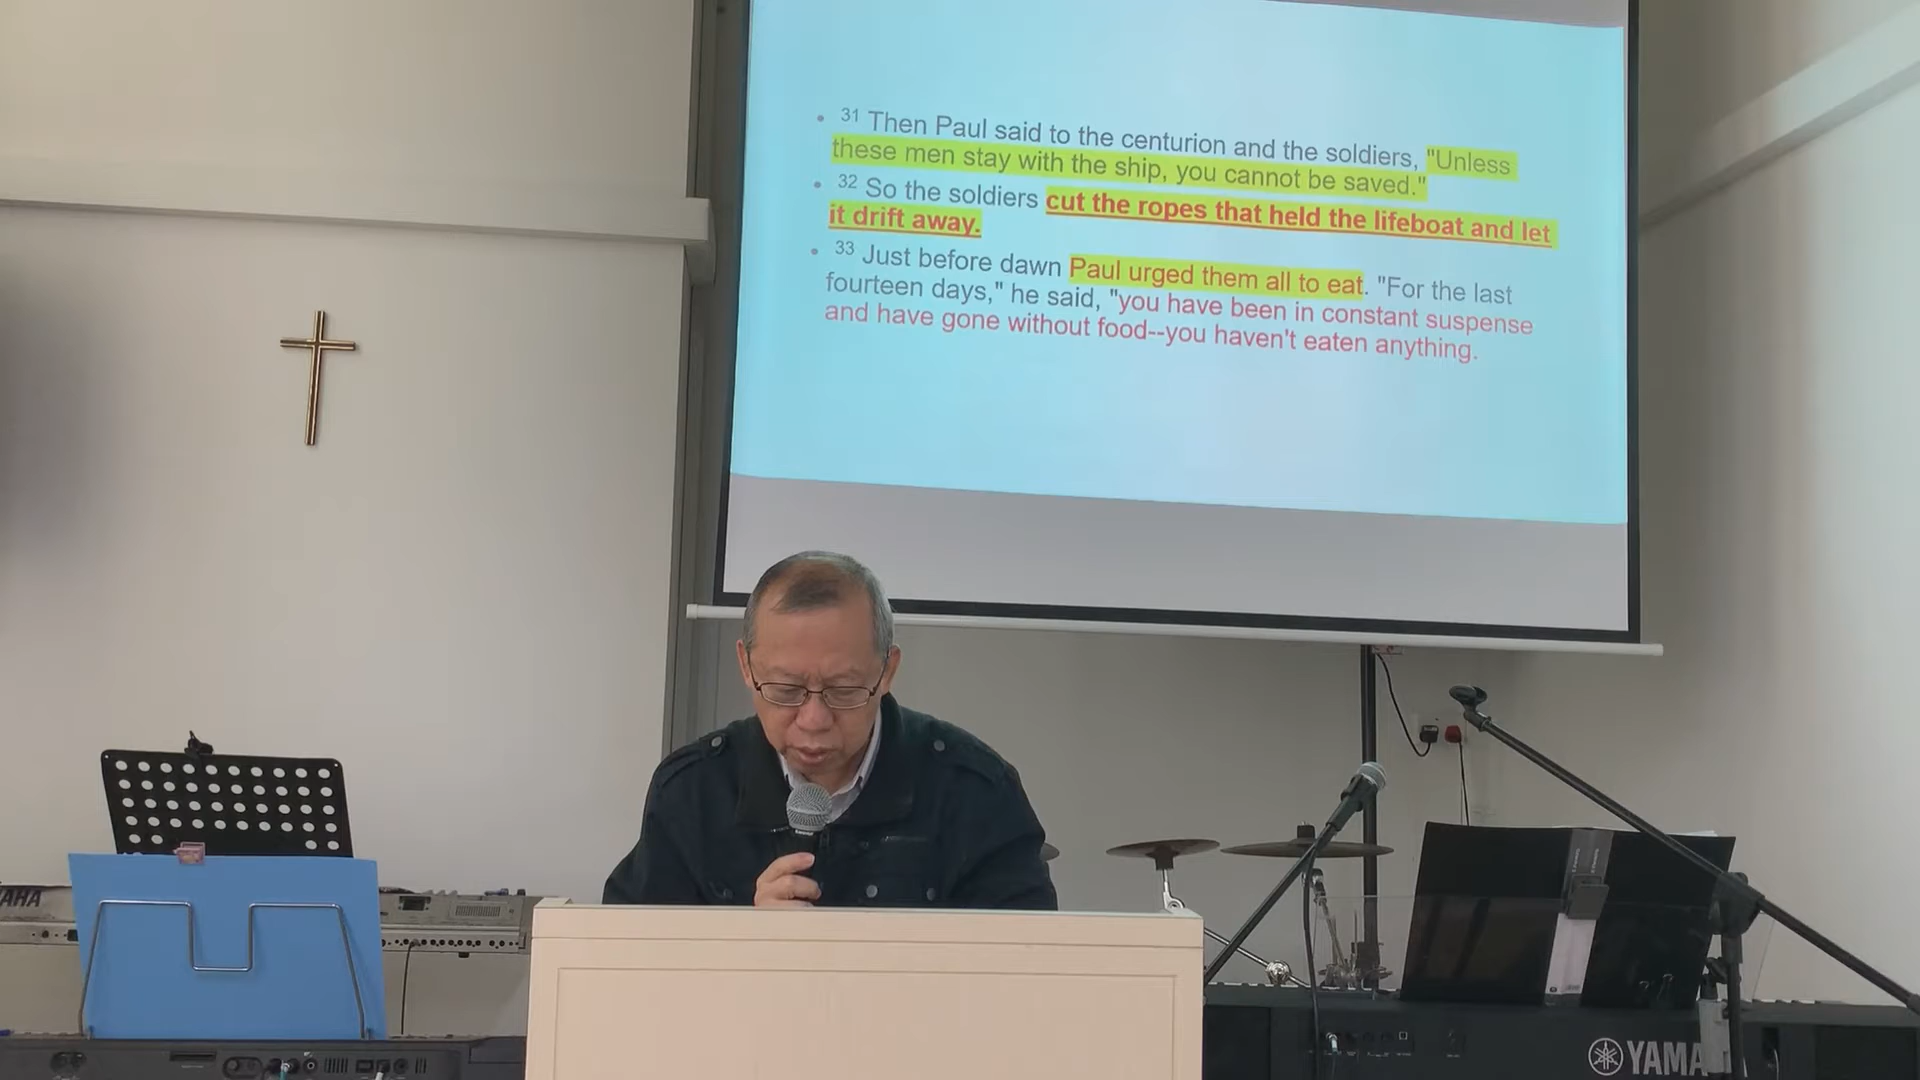 • 31 Then Paul said to the centurion and the soldiers, "Unless
these men stay with the ship, you cannot be saved."
• 32 So the soldiers cut the ropes that held the lifeboat and let
it drift away.
• 33 Just before dawn Paul urged them all to eat. "For the last
fourteen days," he said, "you have been in constant suspense
and have gone without food--you haven't eaten anything.
AHA
YAMA